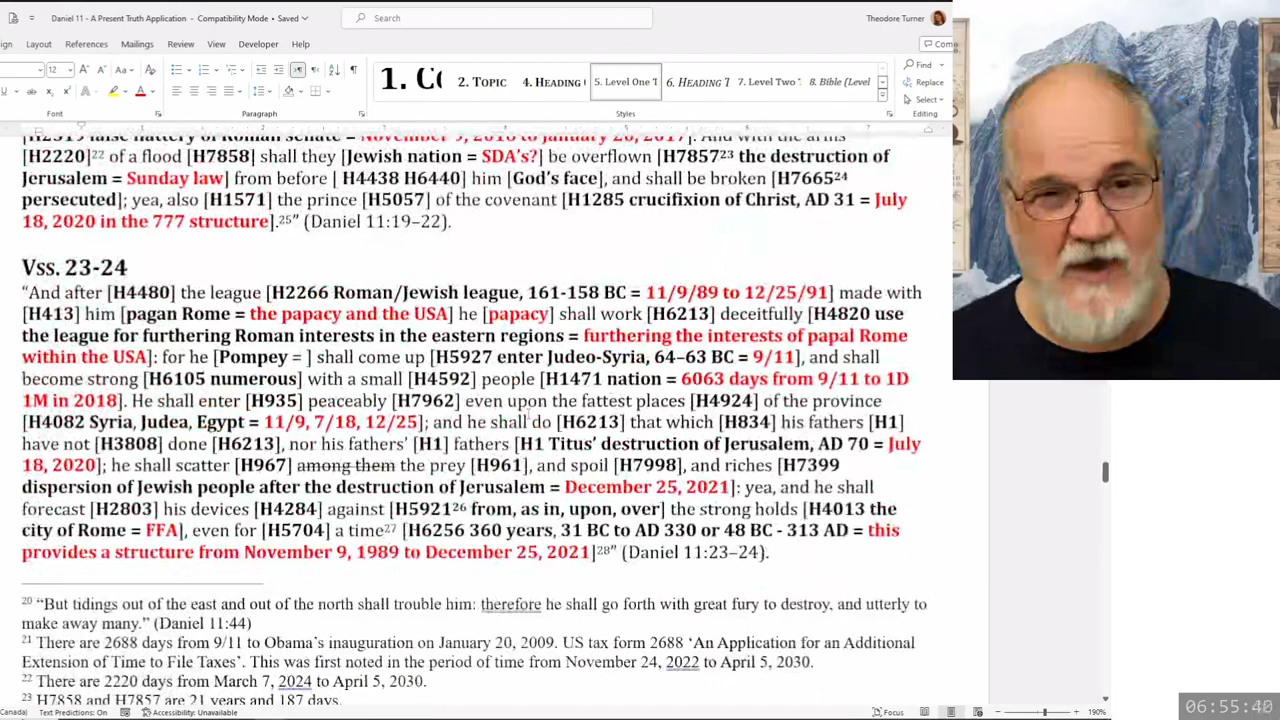 Daniel 11 - A Present Truth Application - Compatibility Mode • Saved
Search
Theodore Turner
ign Layout References Mailings Review View Developer Help
Com
12 Aa
1. Co 2. TOPIC 4. HEADING 5. Level One 'I 6. HEADING T 7. Level Two ' 8. Bible (Level
Find
Replace
Select
Font Paragraph Styles Editing
[H2220]22 of a flood [H7858] shall they [Jewish nation = SDA's?] be overflown [H785723 the destruction of
Jerusalem = Sunday law] from before [ H4438 H6440] him [God's face], and shall be broken [H766524
persecuted]; yea, also [H1571] the prince [H5057] of the covenant [H1285 crucifixion of Christ, AD 31 = July
18, 2020 in the 777 structure].25" (Daniel 11:19–22).
VSS. 23-24
"And after [H4480] the league [H2266 Roman/Jewish league, 161-158 BC = 11/9/89 to 12/25/91] made with
[H413] him [pagan Rome = the papacy and the USA] he [papacy] shall work [H6213] deceitfully [H4820 use
the league for furthering Roman interests in the eastern regions = furthering the interests of papal Rome
within the USA]: for he [Pompey = ] shall come up [H5927 enter Judeo-Syria, 64–63 BC = 9/11], and shall
become strong [H6105 numerous] with a small [H4592] people [H1471 nation = 6063 days from 9/11 to 1D
1M in 2018]. He shall enter [H935] peaceably [H7962] even upon the fattest places [H4924] of the province
[H4082 Syria, Judea, Egypt = 11/9, 7/18, 12/25]; and he shall do [H6213] that which [H834] his fathers [H1]
have not [H3808] done [H6213], nor his fathers' [H1] fathers [H1 Titus' destruction of Jerusalem, AD 70 = July
18, 2020]; he shall scatter [H967] among them the prey [H961], and spoil [H7998], and riches [H7399
dispersion of Jewish people after the destruction of Jerusalem = December 25, 2021]: yea, and he shall
forecast [H2803] his devices [H4284] against [H592126 from, as in, upon, over] the strong holds [H4013 the
city of Rome = FFA], even for [H5704] a time27 [H6256 360 years, 31 BC to AD 330 or 48 BC - 313 AD = this
provides a structure from November 9, 1989 to December 25, 2021]28" (Daniel 11:23–24).
20 "But tidings out of the east and out of the north shall trouble him: therefore he shall go forth with great fury to destroy, and utterly to
make away many." (Daniel 11:44)
21 There are 2688 days from 9/11 to Obama's inauguration on January 20, 2009. US tax form 2688 'An Application for an Additional
Extension of Time to File Taxes'. This was first noted in the period of time from November 24, 2022 to April 5, 2030.
22 There are 2220 days from March 7, 2024 to April 5, 2030.
23 H7858 and H7857 are 21 years and 187 days.
Canada) Text Predictions: On Accessibility: Unavailable Focus 190%
06:55:40